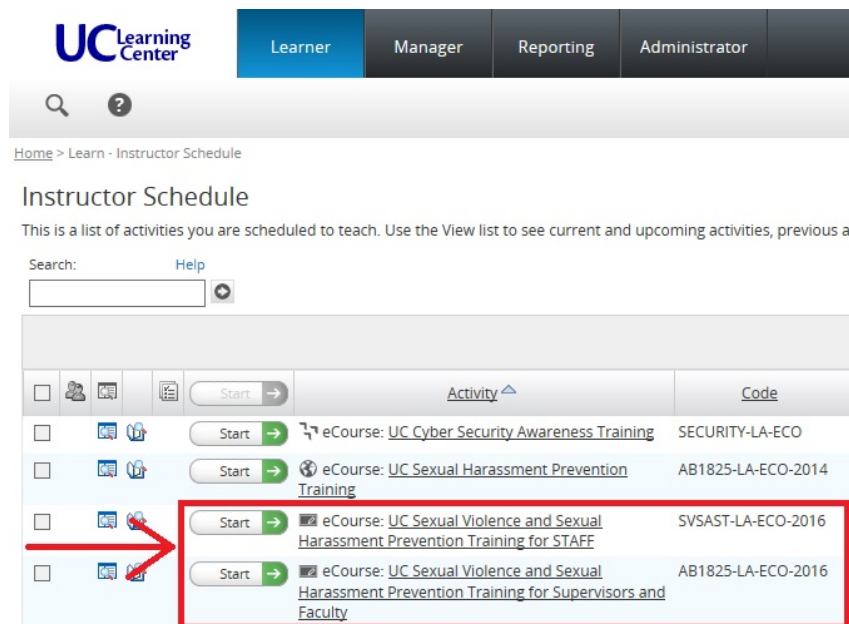 UC Learning Center
Learner Manager Reporting Administrator
Home > Learn - Instructor Schedule
Instructor Schedule
This is a list of activities you are scheduled to teach. Use the View list to see current and upcoming activities, previous a
Search: Help
Start Activity Code
Start eCourse: UC Cyber Security Awareness Training SECURITY-LA-ECO
Start eCourse: UC Sexual Harassment Prevention AB1825-LA-ECO-2014
Training
Start eCourse: UC Sexual Violence and Sexual SVSAST-LA-ECO-2016
Harassment Prevention Training for STAFF
Start eCourse: UC Sexual Violence and Sexual AB1825-LA-ECO-2016
Harassment Prevention Training for Supervisors and
Faculty